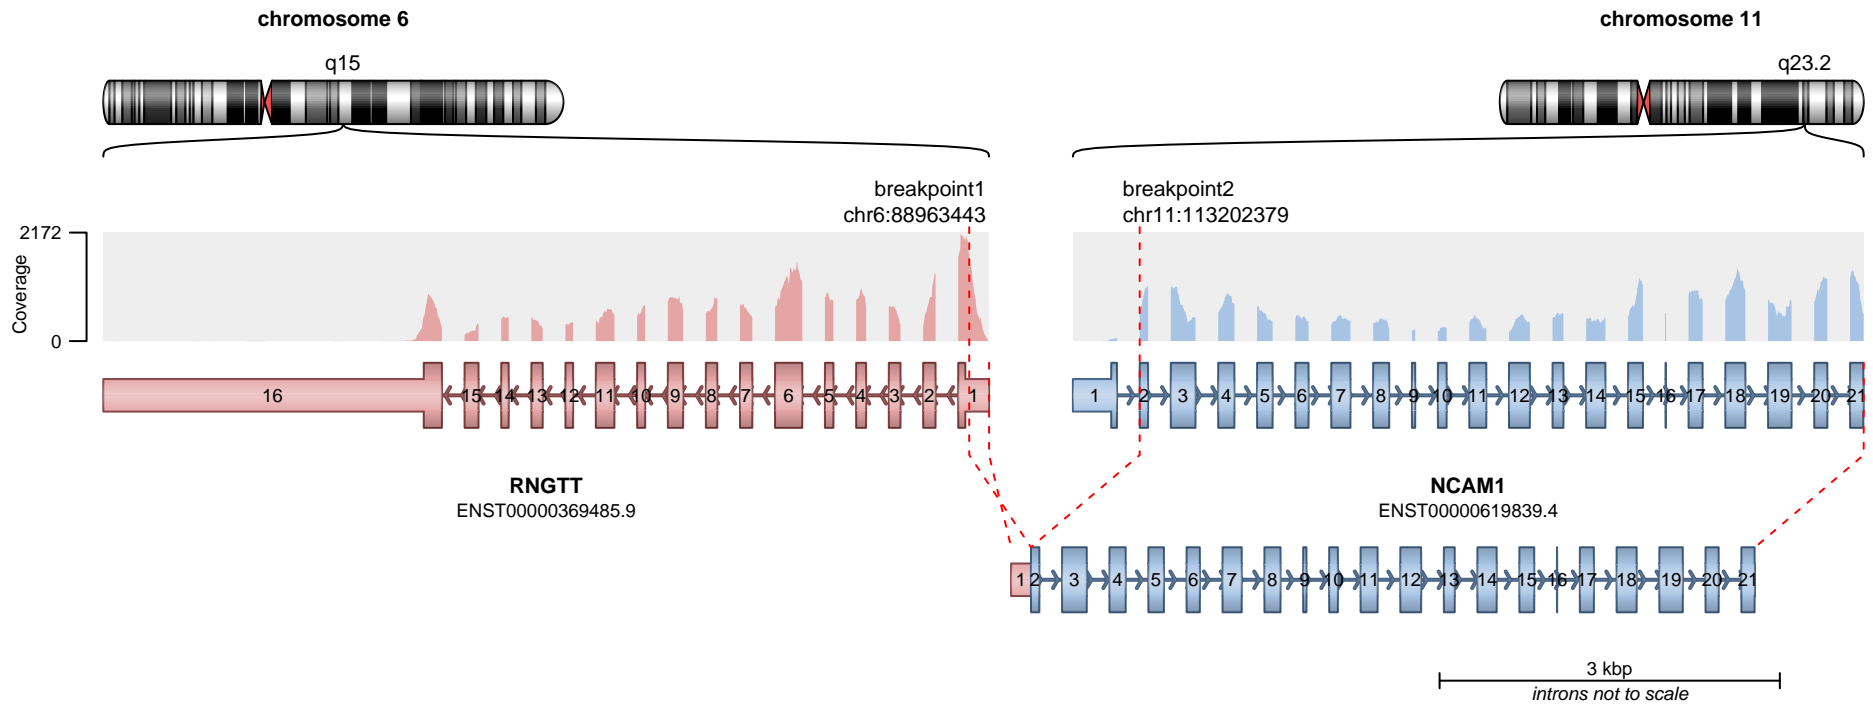 chromosome 6
chromosome 11
q15
q23.2
breakpoint1
chr6:88963443
breakpoint2
chr11:113202379
2172
Coverage
0
16 15 14 13 12 11 10 9 8 7 6 5 4 3 2 1
1 2 3 4 5 6 7 8 9 10 11 12 13 14 15 16 17 18 19 20 21
RNGTT
ENST00000369485.9
NCAM1
ENST00000619839.4
1 2 3 4 5 6 7 8 9 10 11 12 13 14 15 16 17 18 19 20 21
3 kbp
introns not to scale